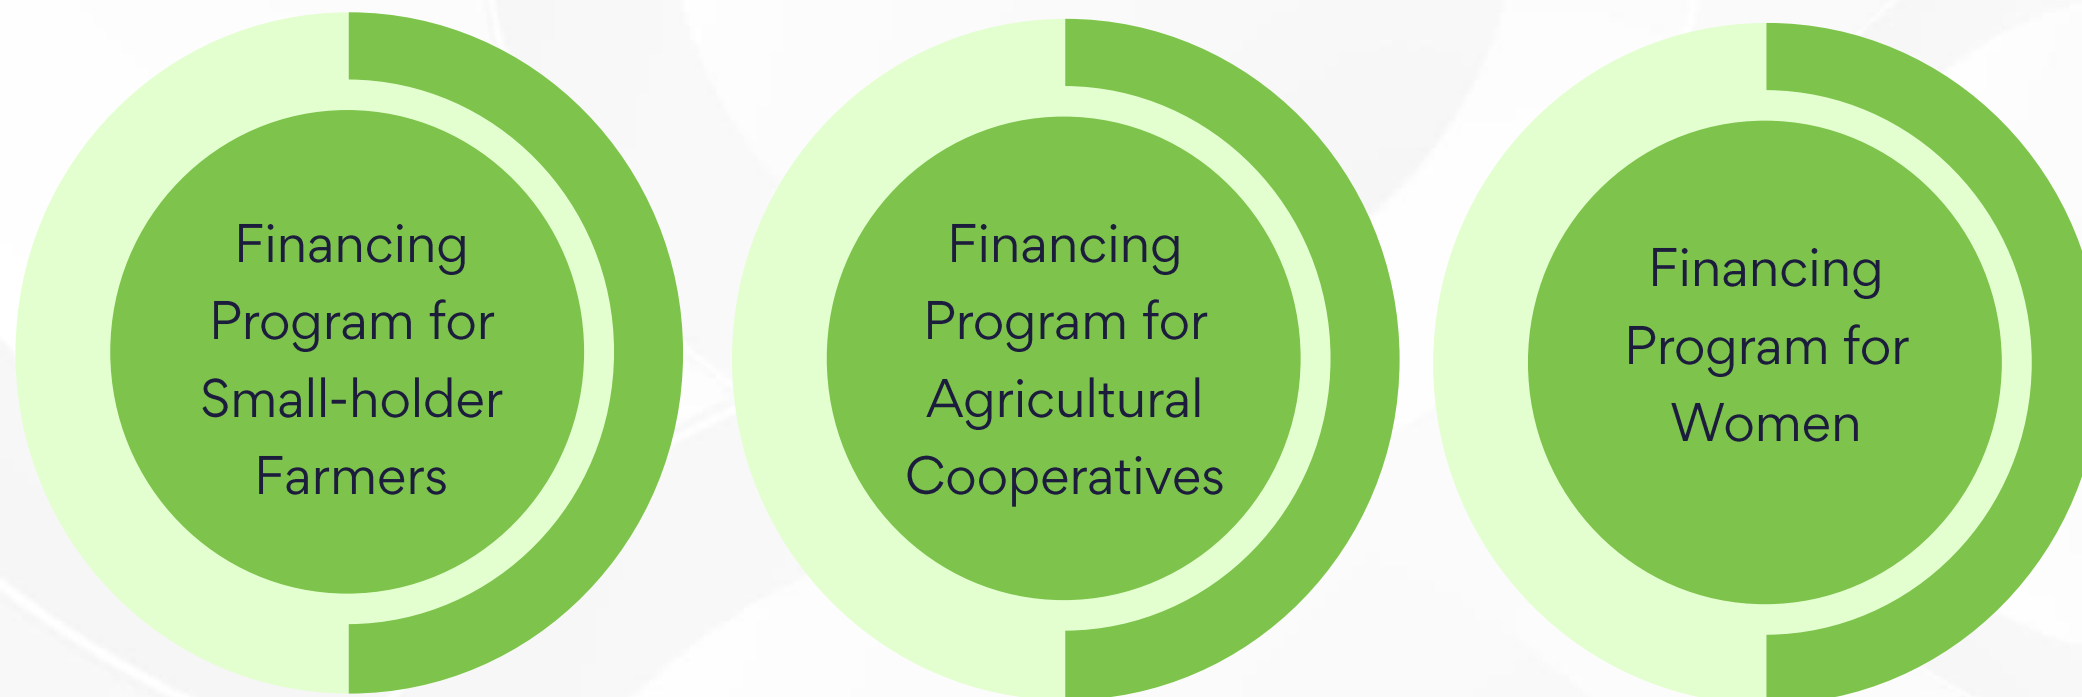 Financing
Program for
Small-holder
Farmers
Financing
Program for
Agricultural
Cooperatives
Financing
Program for
Women